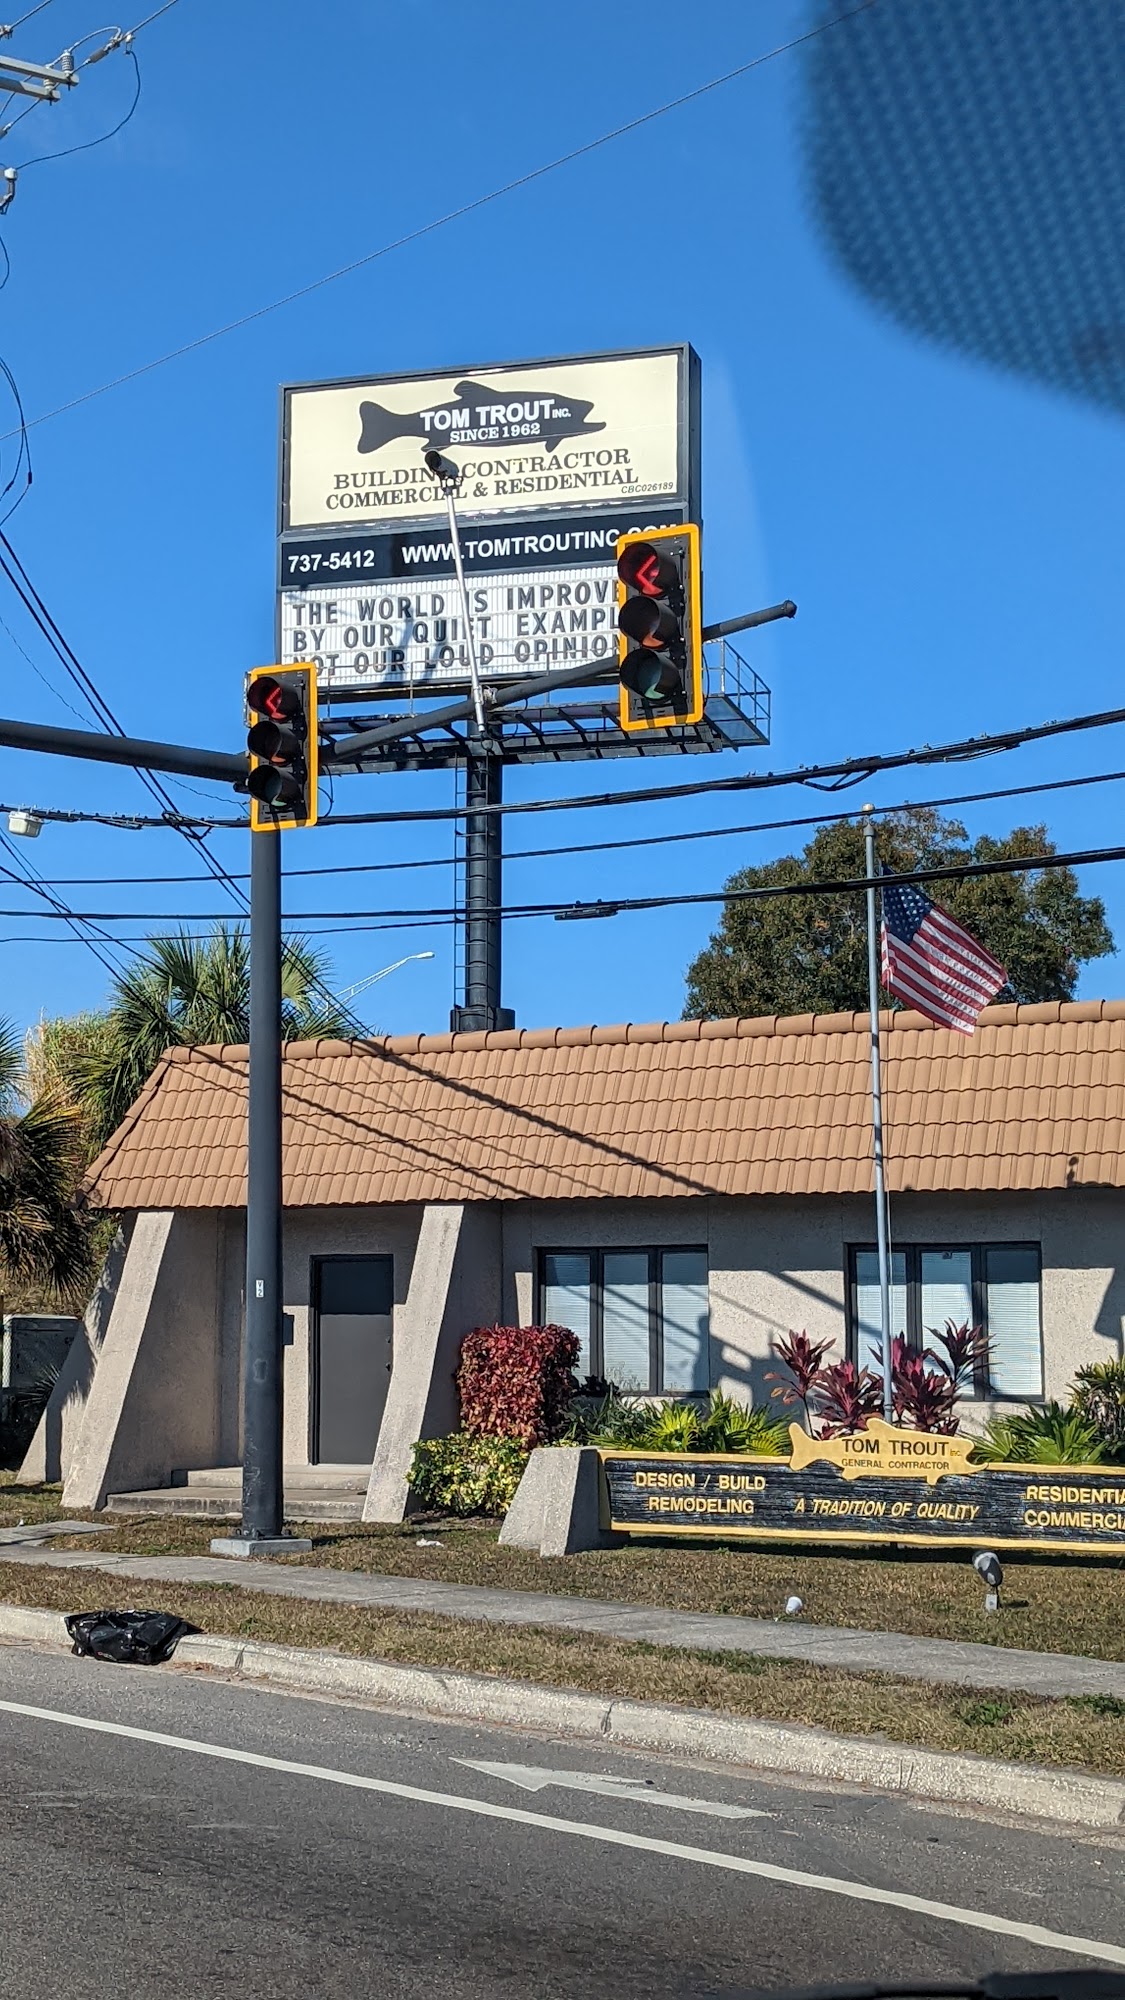 TOM TROUT INC.
SINCE 1962
BUILDING CONTRACTOR
COMMERCIAL & RESIDENTIAL
CBC026189
737-5412 WWW.TOMTROUTINC.COM
THE WORLD IS IMPROVE
BY OUR QUIET EXAMPL
NOT OUR LOUD OPINION
TOM TROUT INC.
GENERAL CONTRACTOR
DESIGN / BUILD
REMODELING
A TRADITION OF QUALITY
RESIDENTIA
COMMERCIA